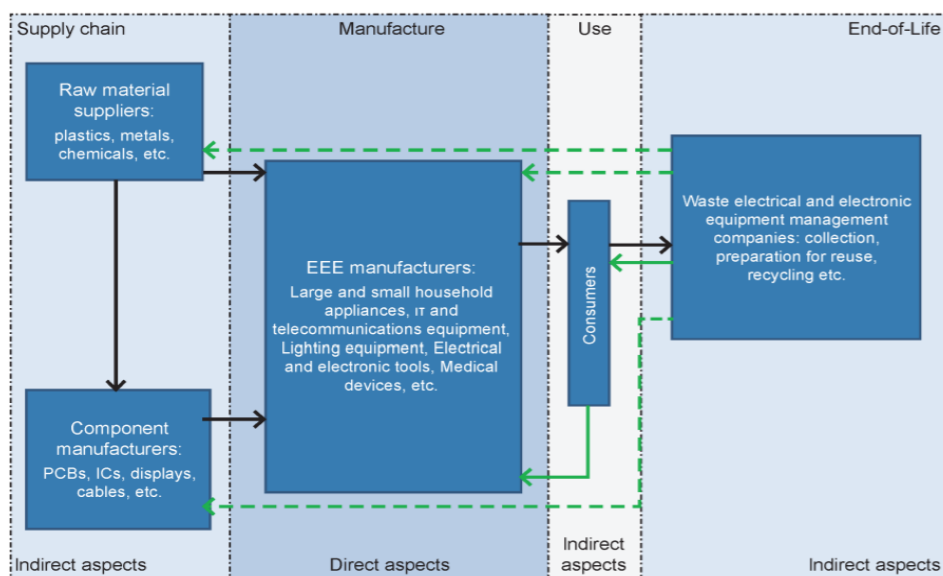 Supply chain
Manufacture
Use
End-of-Life
Raw material
suppliers:
plastics, metals,
chemicals, etc.
EEE manufacturers:
Large and small household
appliances, IT and
telecommunications equipment,
Lighting equipment, Electrical
and electronic tools, Medical
devices, etc.
Consumers
Waste electrical and electronic
equipment management
companies: collection,
preparation for reuse,
recycling etc.
Component
manufacturers:
PCBs, ICs, displays,
cables, etc.
Indirect aspects
Direct aspects
Indirect
aspects
Indirect aspects